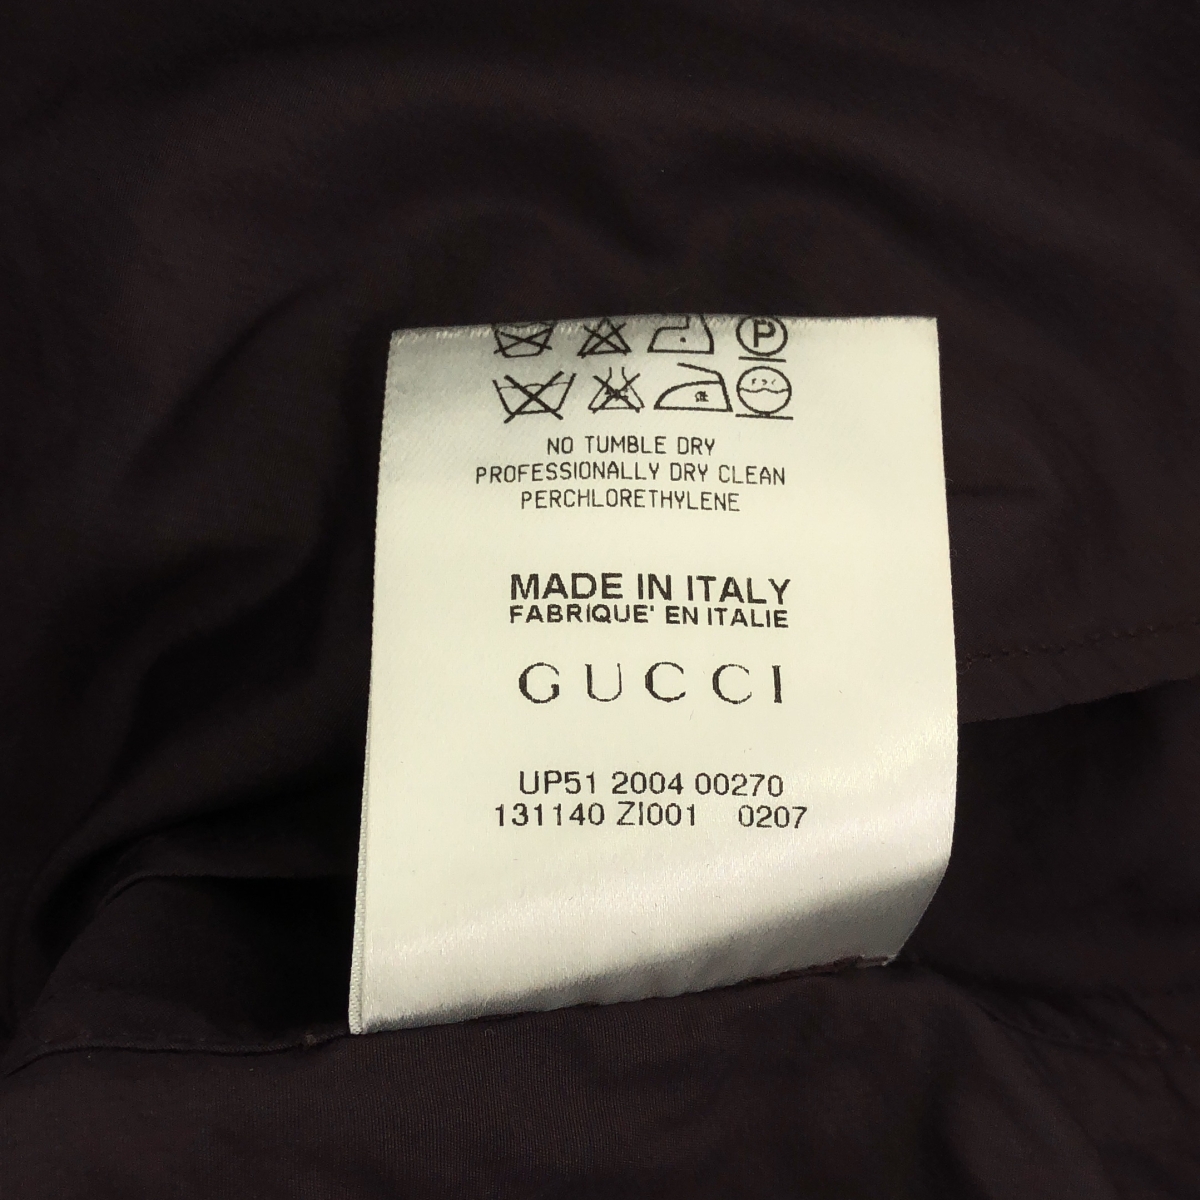 P
NO TUMBLE DRY
PROFESSIONALLY DRY CLEAN
PERCHLORETHYLENE
MADE IN ITALY
FABRIQUE' EN ITALIE
GUCCI
UP51 2004 00270
131140 ZI001 0207